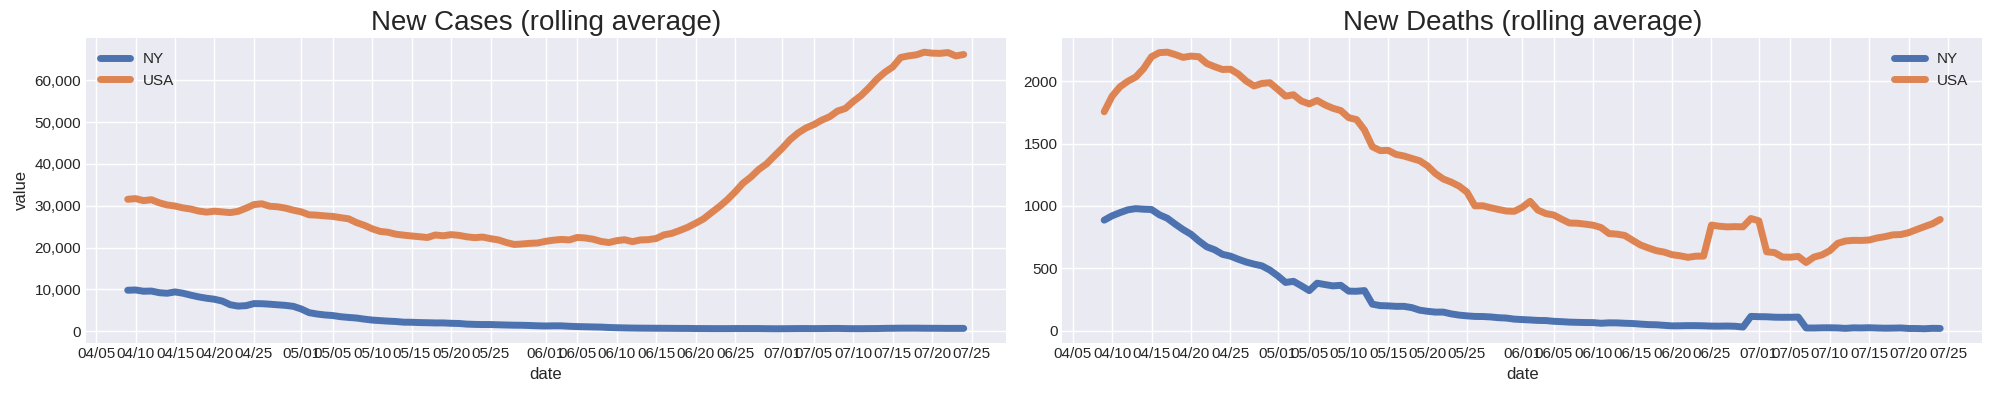 New Cases (rolling average)
NY
USA
value
60,000
50,000
40,000
30,000
20,000
10,000
0
04/05 04/10 04/15 04/20 04/25 05/01 05/05 05/10 05/15 05/20 05/25 06/01 06/05 06/10 06/15 06/20 06/25 07/01 07/05 07/10 07/15 07/20 07/25
date
New Deaths (rolling average)
NY
USA
2000
1500
1000
500
0
04/05 04/10 04/15 04/20 04/25 05/01 05/05 05/10 05/15 05/20 05/25 06/01 06/05 06/10 06/15 06/20 06/25 07/01 07/05 07/10 07/15 07/20 07/25
date